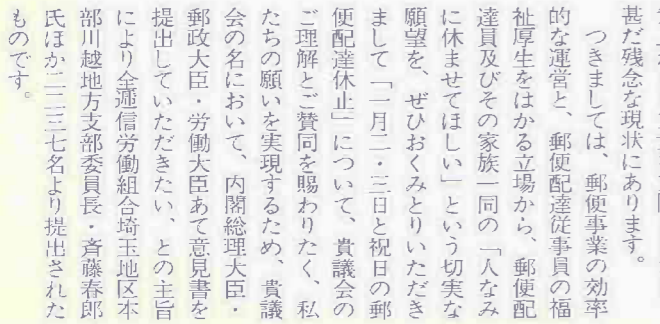 甚だ残念な現状にあります。
つきましては、郵便事業の効率
的な運営と、郵便配達従事員の福
祉厚生をはかる立場から、郵便配
達員及びその家族一同の「人なみ
に休ませてほしい」という切実な
願望を、ぜひおくみとりいただき
まして「一月二・三日と祝日の郵
便配達休止」について、貴議会の
ご理解とご賛同を賜わりたく、私
たちの願いを実現するため、貴議
会の名において、内閣総理大臣・
郵政大臣・労働大臣あて意見書を
提出していただきたい、との主旨
により全逓信労働組合埼玉地区本
部川越地方支部委員長・斉藤春郎
氏ほか二二三七名より提出された
ものです。